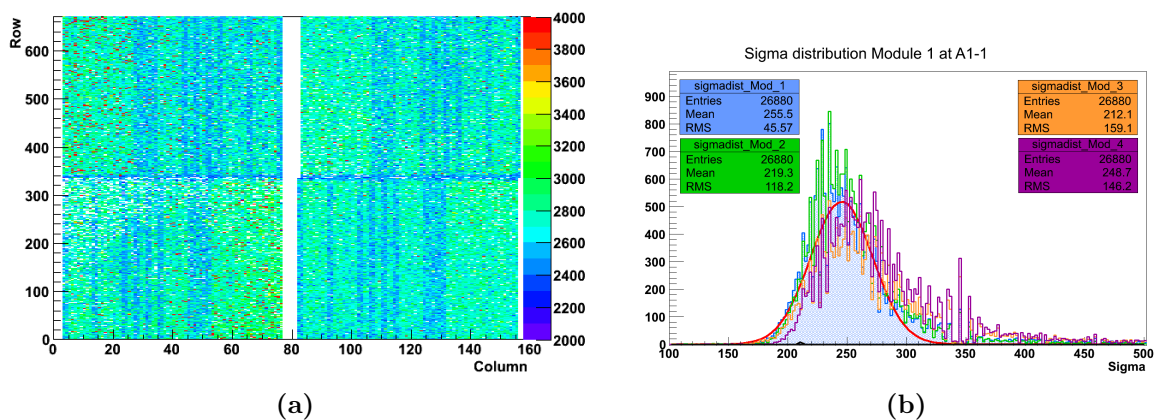 Row
600
500
400
300
200
100
0
0 20 40 60 80 100 120 140 160
Column
4000
3800
3600
3400
3200
3000
2800
2600
2400
2200
2000
(a)
Sigma distribution Module 1 at A1-1
sigmadist_Mod_1
Entries 26880
Mean 255.5
RMS 45.57
sigmadist_Mod_2
Entries 26880
Mean 219.3
RMS 118.2
sigmadist_Mod_3
Entries 26880
Mean 212.1
RMS 159.1
sigmadist_Mod_4
Entries 26880
Mean 248.7
RMS 146.2
900
800
700
600
500
400
300
200
100
0
100 150 200 250 300 350 400 450 500
Sigma
(b)